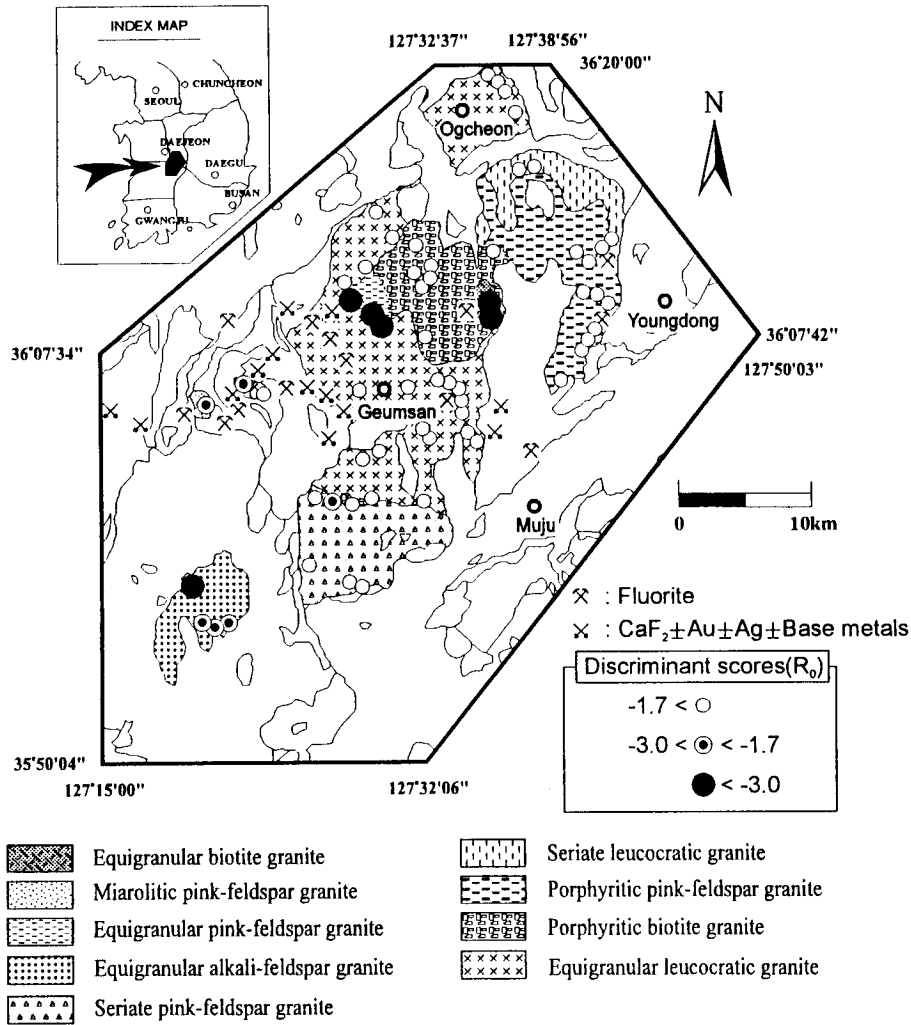 INDEX MAP
CHUNCHEON
SEOUL
DAEJEON
DAEGU
BUSAN
GWANGJU
127°32'37"
127°38'56"
36°20'00"
N
Ogcheon
Youngdong
36°07'34"
36°07'42"
127°50'03"
Geumsan
Muju
0 10km
35°50'04"
127°15'00"
127°32'06"
: Fluorite
: CaF₂±Au±Ag±Base metals
Discriminant scores(R₀)
-1.7 <
-3.0 < < -1.7
< -3.0
Equigranular biotite granite
Miarolitic pink-feldspar granite
Equigranular pink-feldspar granite
Equigranular alkali-feldspar granite
Seriate pink-feldspar granite
Seriate leucocratic granite
Porphyritic pink-feldspar granite
Porphyritic biotite granite
Equigranular leucocratic granite